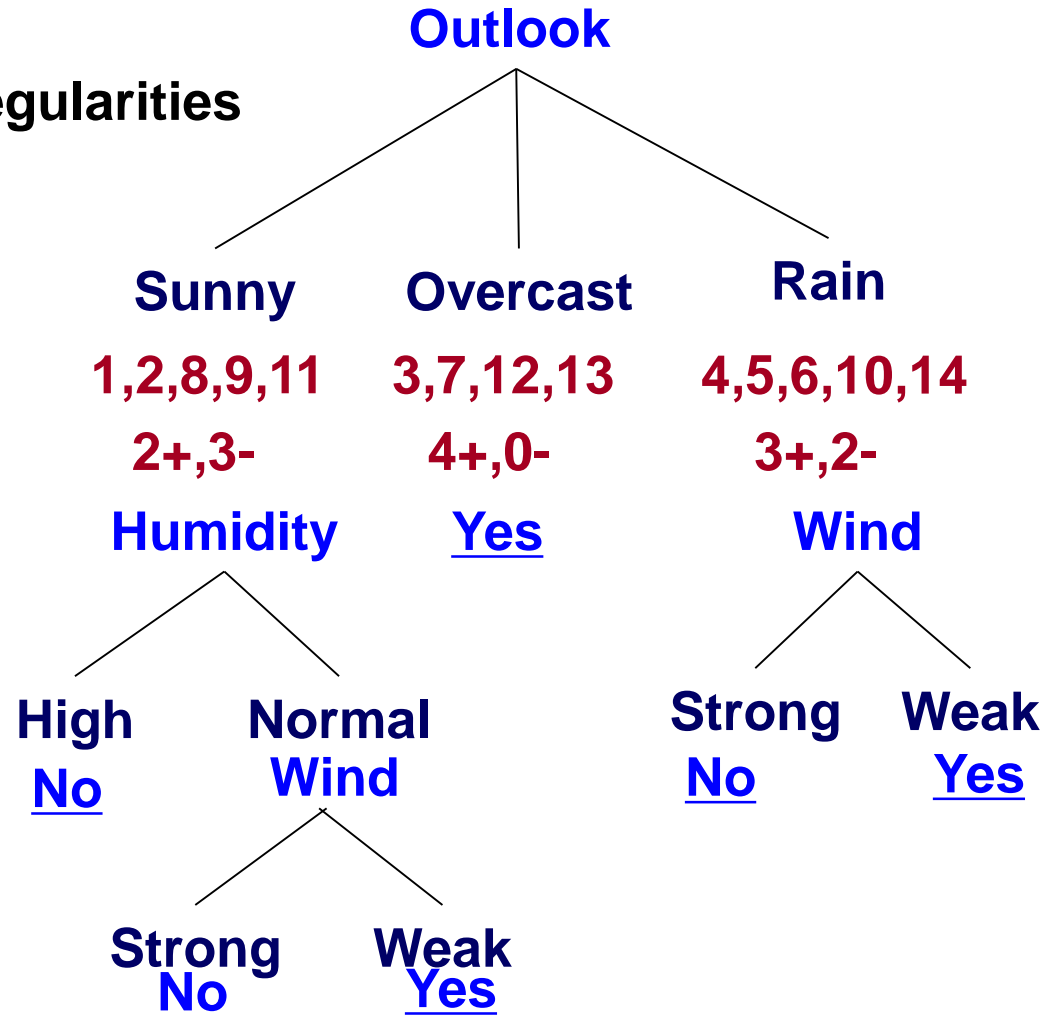 Outlook
egularities
Sunny Overcast Rain
1,2,8,9,11 3,7,12,13 4,5,6,10,14
2+,3- 4+,0- 3+,2-
Humidity Yes Wind
High Normal Strong Weak
No Wind No Yes
Strong Weak
No Yes